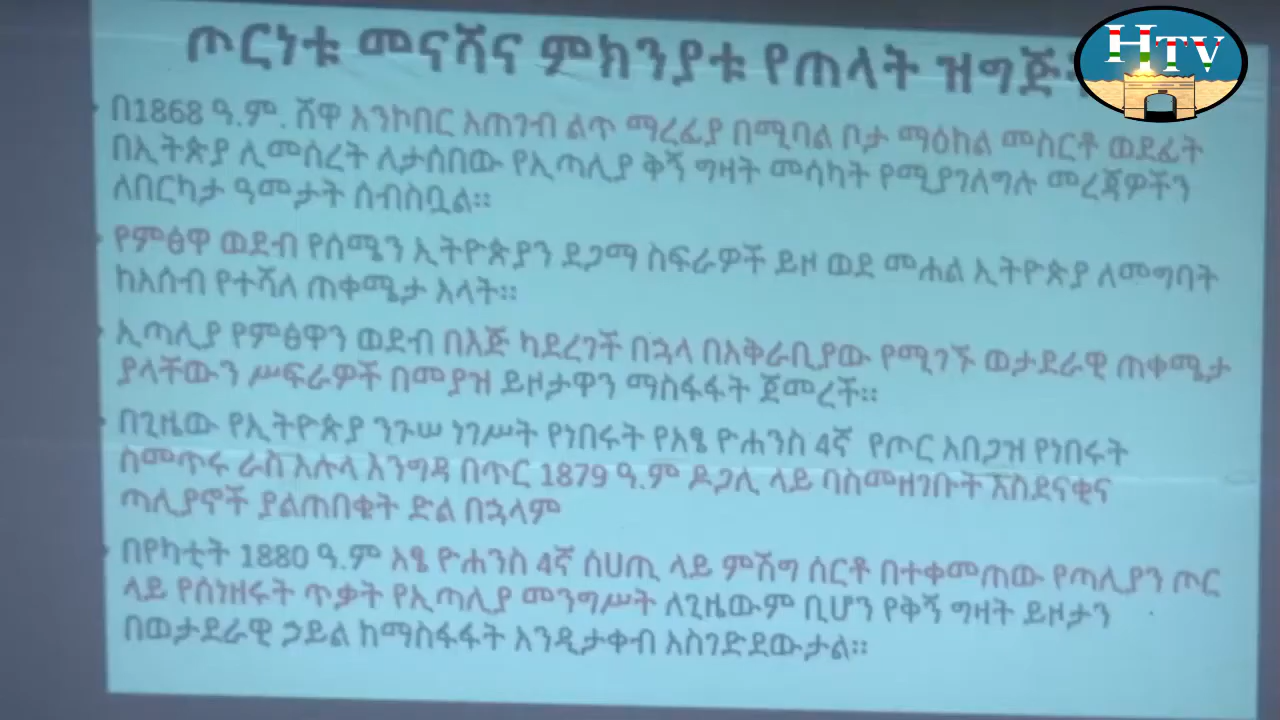 ጦርነቱ መናሻና ምክንያቱ የጠላት ዝግጅ
HTV
በ1868 ዓ.ም. ሸዋ አንኮበር አጠገብ ልጥ ማረፊያ በሚባል ቦታ ማዕከል መስርቶ ወደፊት
በኢትጵያ ሊመሰረት ለታሰበው የኢጣሊያ ቅኝ ግዛት መሳካት የሚያገለግሉ መረጃዎችን
ለበርካታ ዓመታት ሰብስቧል።
የምፅዋ ወደብ የሰሜን ኢትዮጵያን ደጋማ ስፍራዎች ይዞ ወደ መሐል ኢትዮጵያ ለመግባት
ከአሰብ የተሻለ ጠቀሜታ አላት።
ኢጣሊያ የምፅዋን ወደብ በእጅ ካደረገች በኋላ በአቅራቢያው የሚገኙ ወታደራዊ ጠቀሜታ
ያላቸውን ሥፍራዎች በመያዝ ይዞታዋን ማስፋፋት ጀመረች።
በጊዜው የኢትዮጵያ ንጉሠ ነገሥት የነበሩት የአፄ ዮሐንስ 4ኛ የጦር አበጋዝ የነበሩት
ስመጥሩ ራስ አሉላ እንግዳ በጥር 1879 ዓ.ም ዶጋሊ ላይ ባስመዘገቡት አስደናቂና
ጣሊያኖች ያልጠበቁት ድል በኋላም
በየካቲት 1880 ዓ.ም አፄ ዮሐንስ 4ኛ ሰሀጢ ላይ ምሽግ ሰርቶ በተቀመጠው የጣሊያን ጦር
ላይ የሰነዘሩት ጥቃት የኢጣሊያ መንግሥት ለጊዜውም ቢሆን የቅኝ ግዛት ይዞታን
በወታደራዊ ኃይል ከማስፋፋት እንዲታቀብ አስገድደውታል።